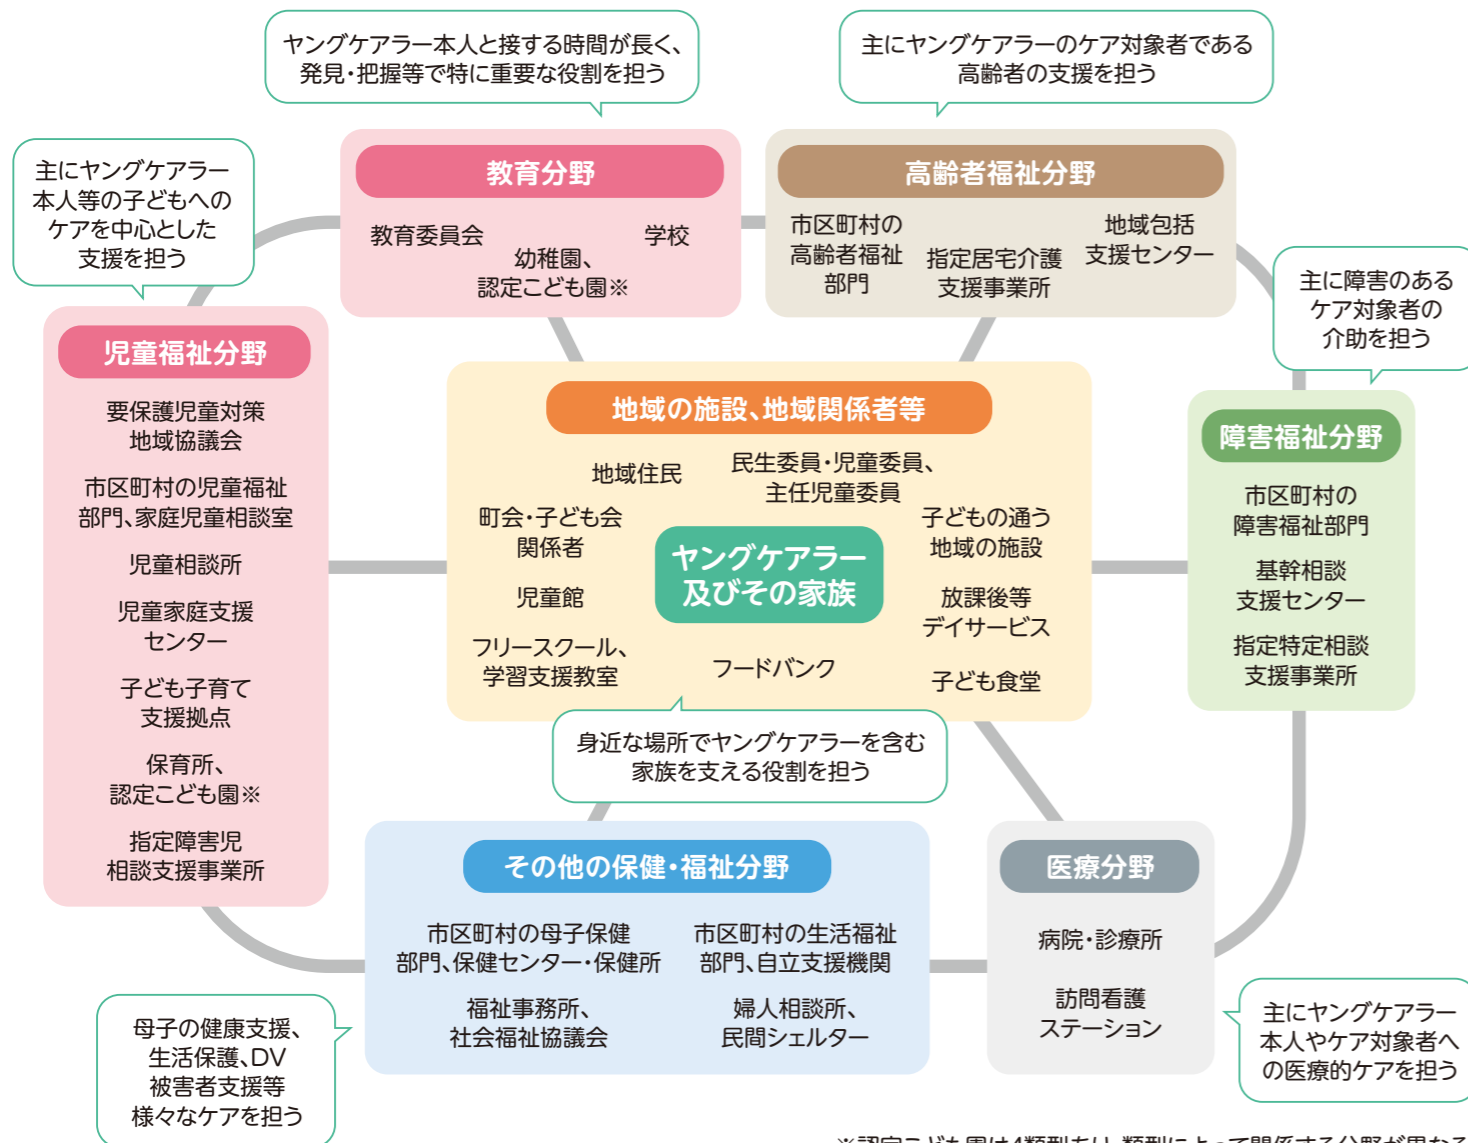 ヤングケアラー本人と接する時間が長く、
発見・把握等で特に重要な役割を担う
主にヤングケアラーのケア対象者である
高齢者の支援を担う
主にヤングケアラー
本人等の子どもへの
ケアを中心とした
支援を担う
教育分野
教育委員会
学校
幼稚園、
認定こども園※
高齢者福祉分野
市区町村の
高齢者福祉
部門
指定居宅介護
支援事業所
地域包括
支援センター
主に障害のある
ケア対象者の
介助を担う
児童福祉分野
要保護児童対策
地域協議会
市区町村の児童福祉
部門、家庭児童相談室
児童相談所
児童家庭支援
センター
子ども子育て
支援拠点
保育所、
認定こども園※
指定障害児
相談支援事業所
地域の施設、地域関係者等
地域住民
民生委員・児童委員、
主任児童委員
町会・子ども会
関係者
子どもの通う
地域の施設
ヤングケアラー
及びその家族
児童館
放課後等
デイサービス
フリースクール、
学習支援教室
フードバンク
子ども食堂
身近な場所でヤングケアラーを含む
家族を支える役割を担う
障害福祉分野
市区町村の
障害福祉部門
基幹相談
支援センター
指定特定相談
支援事業所
その他の保健・福祉分野
市区町村の母子保健
部門、保健センター・保健所
市区町村の生活福祉
部門、自立支援機関
福祉事務所、
社会福祉協議会
婦人相談所、
民間シェルター
医療分野
病院・診療所
訪問看護
ステーション
母子の健康支援、
生活保護、DV
被害者支援等
様々なケアを担う
主にヤングケアラー
本人やケア対象者へ
の医療的ケアを担う
※認定こども園は4類型あり、類型によって関係する分野が異なる